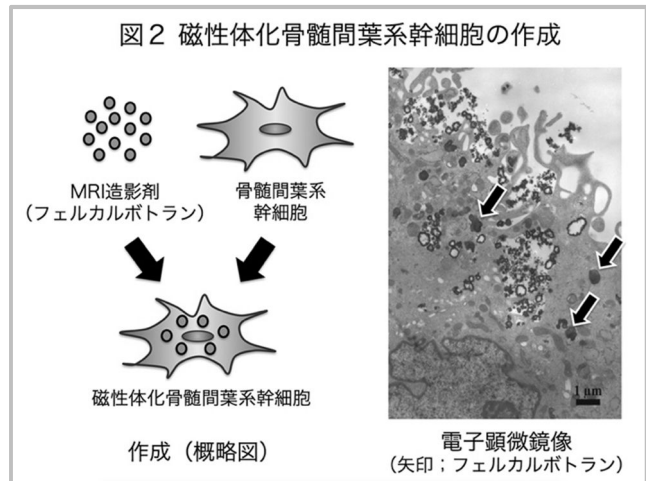 図2 磁性体化骨髄間葉系幹細胞の作成
MRI造影剤
（フェルカルボトラン）
骨髄間葉系
幹細胞
磁性体化骨髄間葉系幹細胞
作成（概略図）
1 μm
電子顕微鏡像
（矢印；フェルカルボトラン）